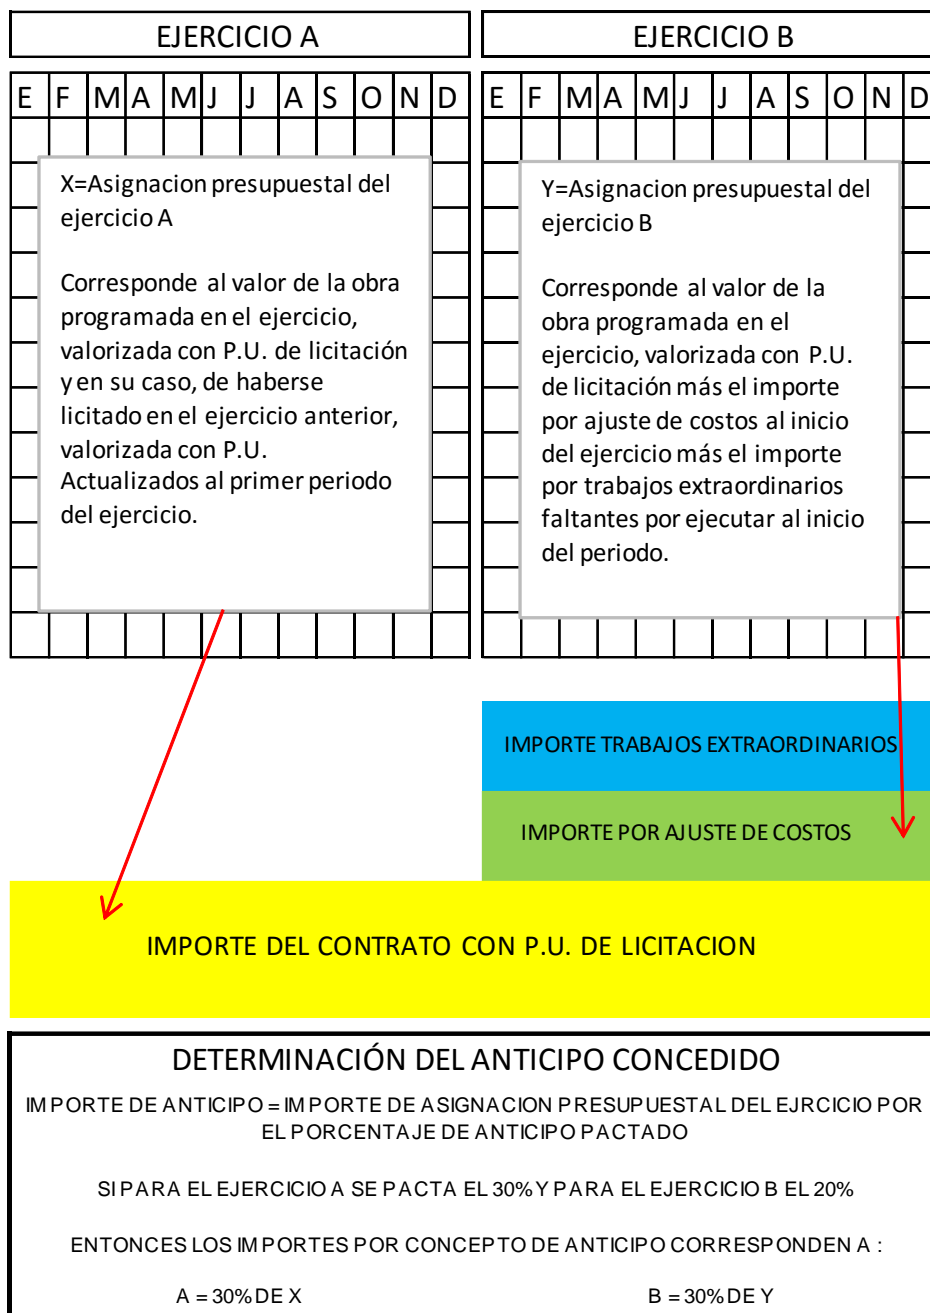 EJERCICIO A
E F M A M J J A S O N D
X=Asignacion presupuestal del
ejercicio A
Corresponde al valor de la obra
programada en el ejercicio,
valorizada con P.U. de licitación
y en su caso, de haberse
licitado en el ejercicio anterior,
valorizada con P.U.
Actualizados al primer periodo
del ejercicio.
EJERCICIO B
E F M A M J J A S O N D
Y=Asignacion presupuestal del
ejercicio B
Corresponde al valor de la
obra programada en el
ejercicio, valorizada con P.U.
de licitación más el importe
por ajuste de costos al inicio
del ejercicio más el importe
por trabajos extraordinarios
faltantes por ejecutar al inicio
del periodo.
IMPORTE TRABAJOS EXTRAORDINARIOS
IMPORTE POR AJUSTE DE COSTOS
IMPORTE DEL CONTRATO CON P.U. DE LICITACION
DETERMINACIÓN DEL ANTICIPO CONCEDIDO
IMPORTE DE ANTICIPO = IMPORTE DE ASIGNACION PRESUPUESTAL DEL EJRCICIO POR
EL PORCENTAJE DE ANTICIPO PACTADO
SI PARA EL EJERCICIO A SE PACTA EL 30% Y PARA EL EJERCICIO B EL 20%
ENTONCES LOS IMPORTES POR CONCEPTO DE ANTICIPO CORRESPONDEN A :
A = 30% DE X B = 30% DE Y